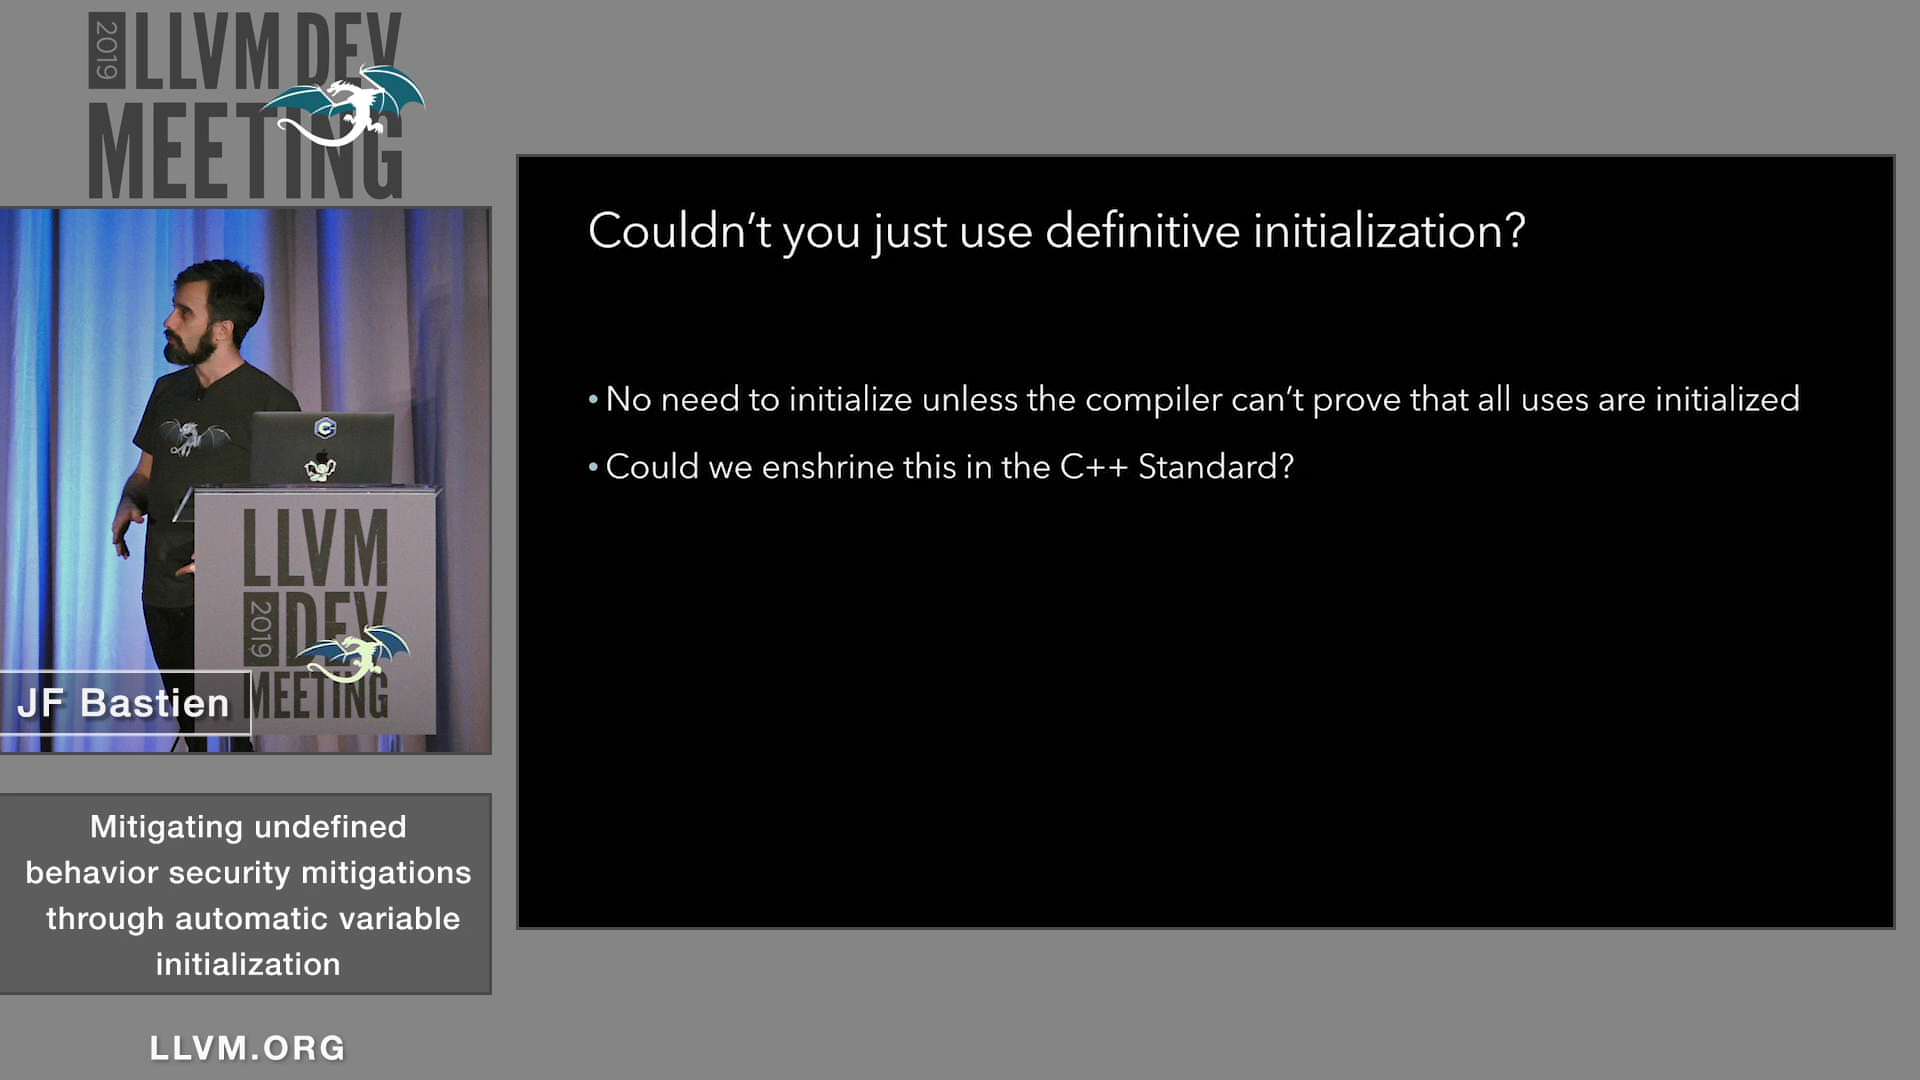 2019 LLVM DEV
MEETING
Couldn't you just use definitive initialization?
• No need to initialize unless the compiler can't prove that all uses are initialized
• Could we enshrine this in the C++ Standard?
C
LLVM
2019 DEV
MEETING
JF Bastien
Mitigating undefined
behavior security mitigations
through automatic variable
initialization
LLVM.ORG